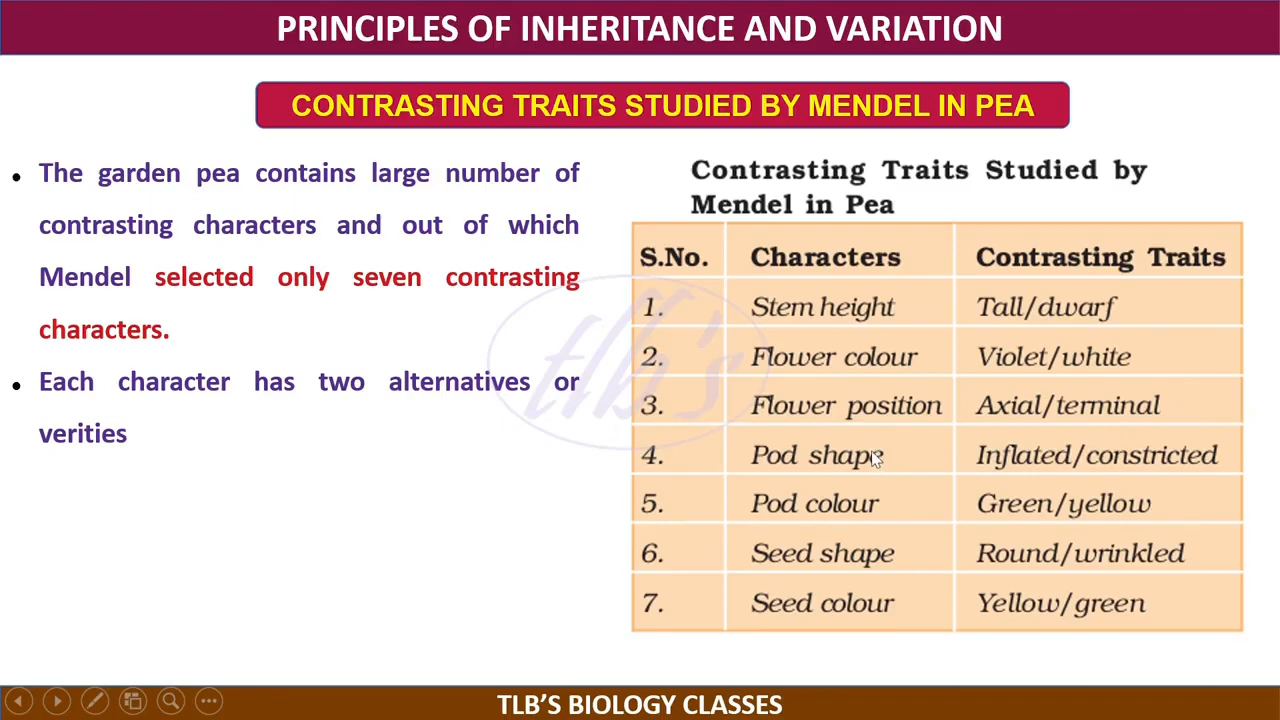 PRINCIPLES OF INHERITANCE AND VARIATION
CONTRASTING TRAITS STUDIED BY MENDEL IN PEA
• The garden pea contains large number of
contrasting characters and out of which
Mendel selected only seven contrasting
characters.
• Each character has two alternatives or
verities
Contrasting Traits Studied by
Mendel in Pea
S.No. Characters Contrasting Traits
1. Stem height Tall/dwarf
2. Flower colour Violet/white
3. Flower position Axial/terminal
4. Pod shape Inflated/constricted
5. Pod colour Green/yellow
6. Seed shape Round/wrinkled
7. Seed colour Yellow/green
tlb's
TLB'S BIOLOGY CLASSES